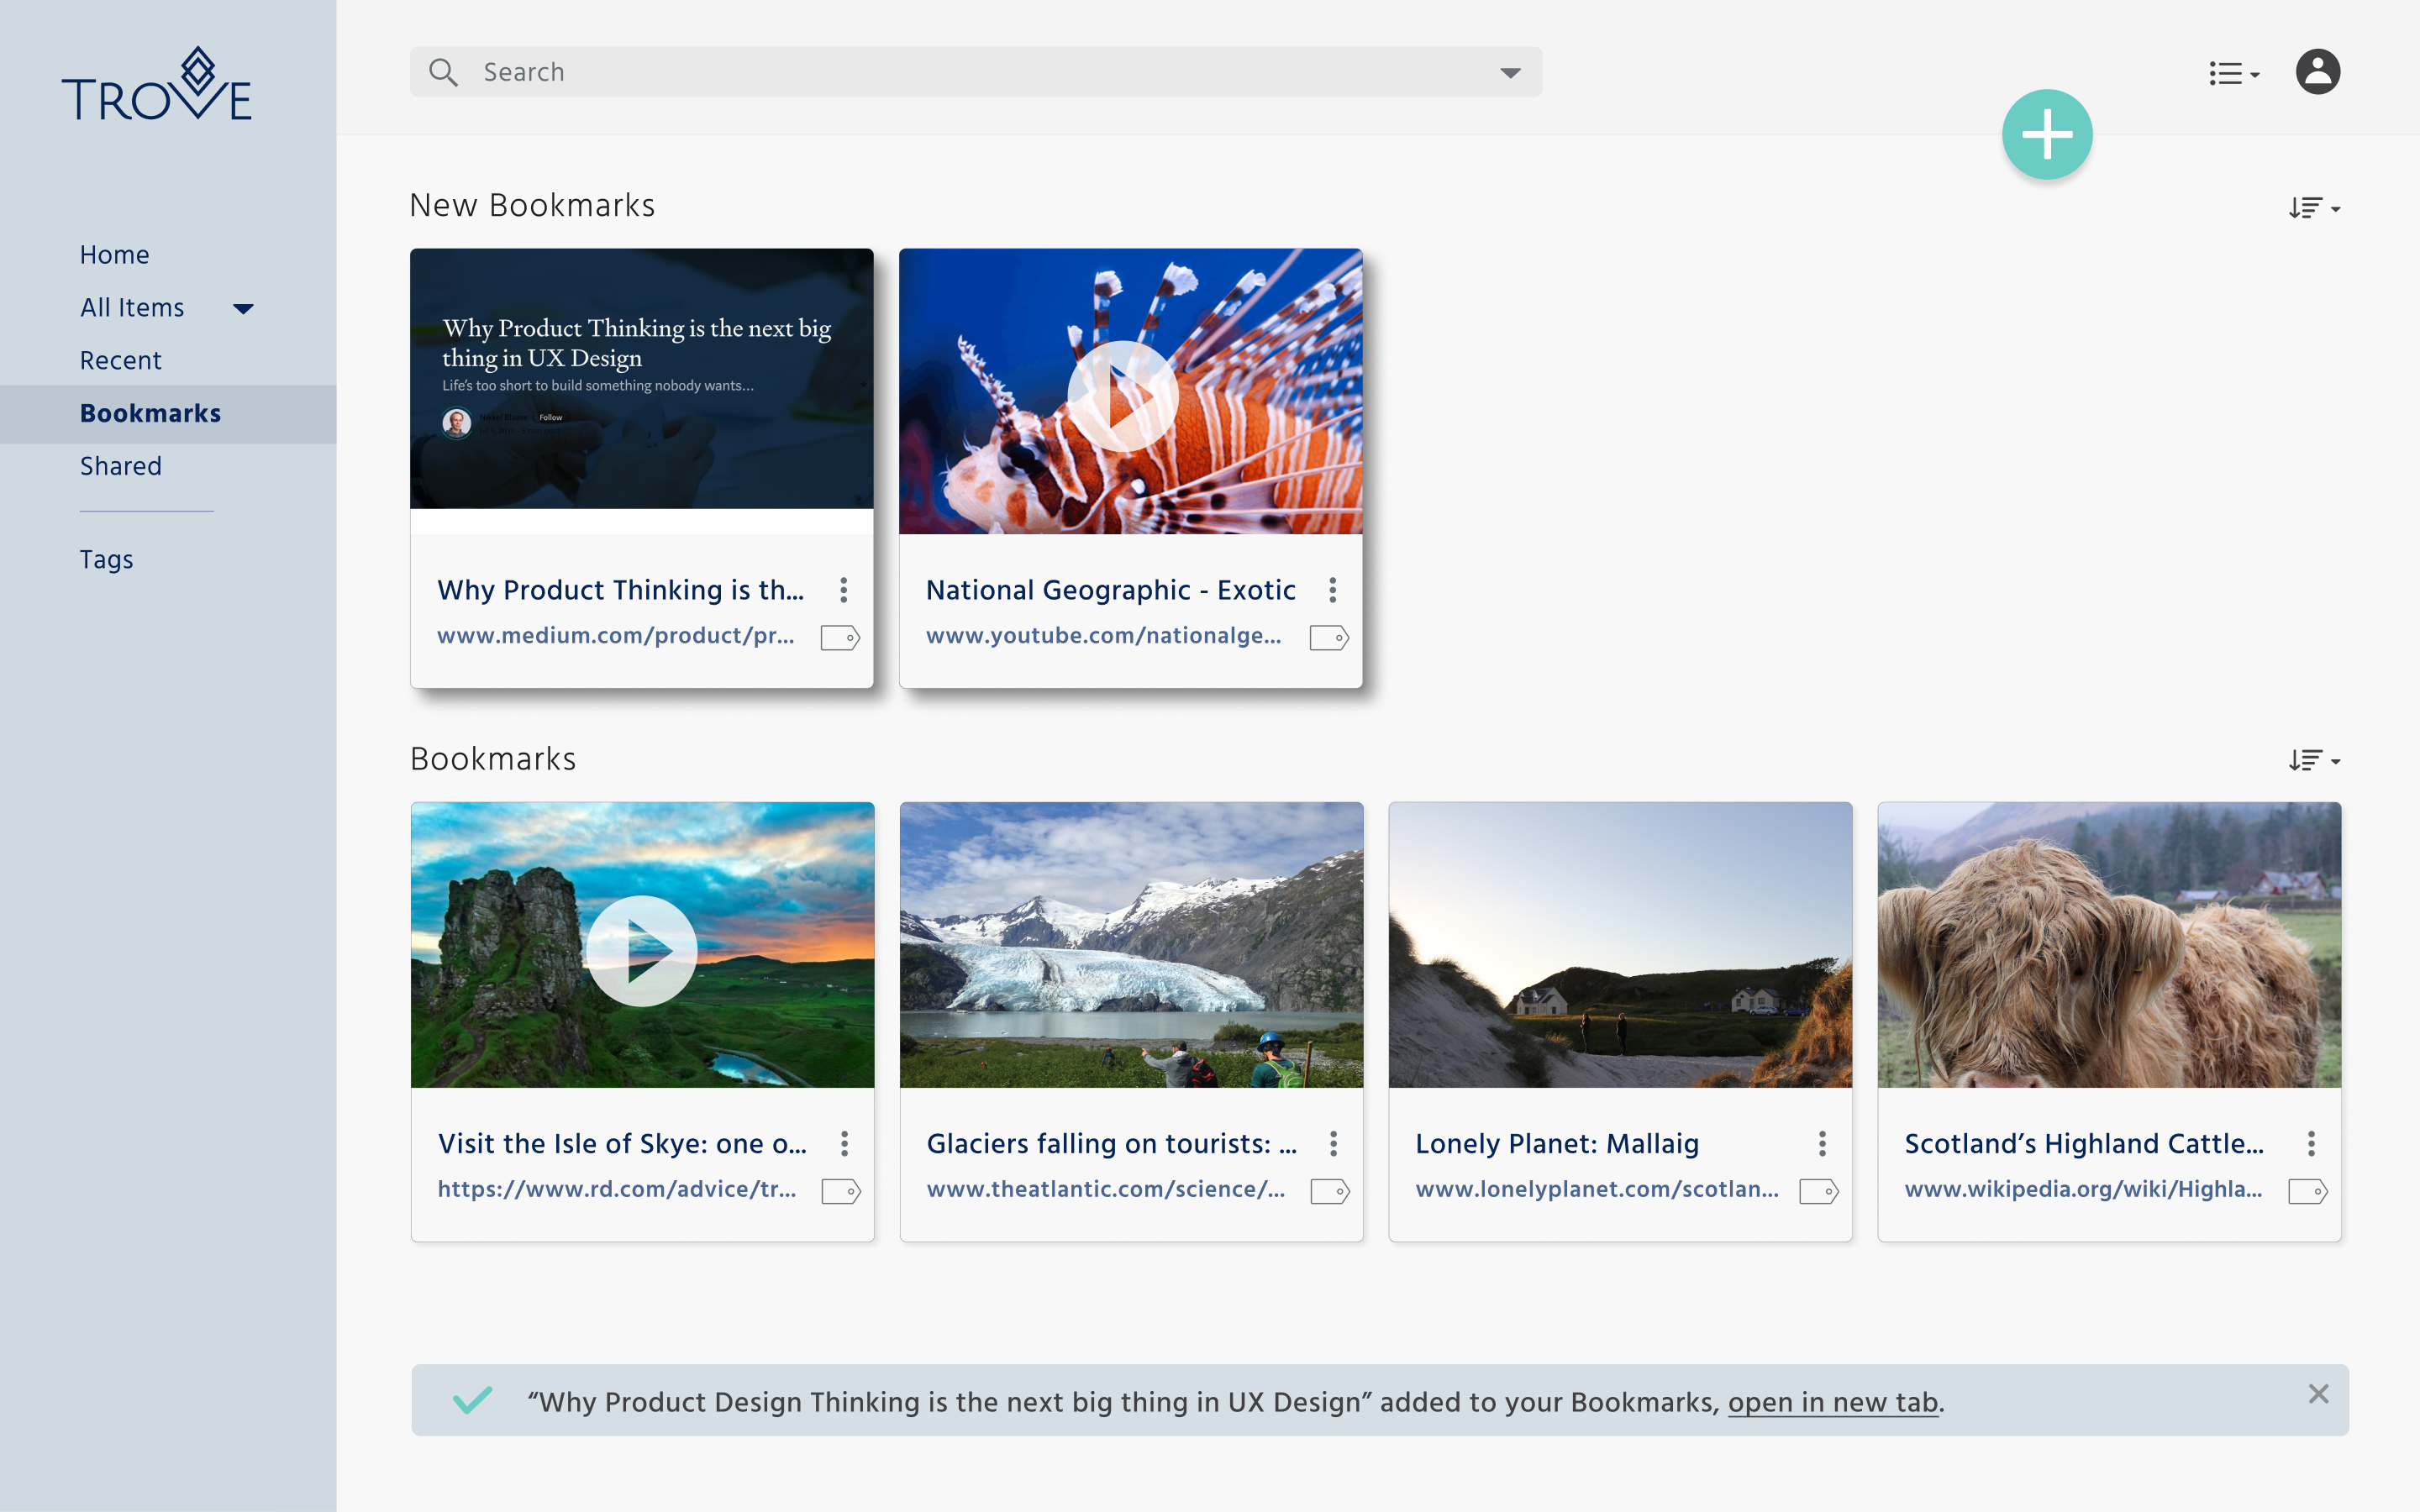 TROVE
Search
Home
All Items
Recent
Bookmarks
Shared
Tags
New Bookmarks
Why Product Thinking is the next big
thing in UX Design
Life's too short to build something nobody wants...
Follow
Why Product Thinking is th...
www.medium.com/product/pr...
National Geographic - Exotic
www.youtube.com/nationalge...
Bookmarks
Visit the Isle of Skye: one o...
https://www.rd.com/advice/tr...
Glaciers falling on tourists: ...
www.theatlantic.com/science/...
Lonely Planet: Mallaig
www.lonelyplanet.com/scotlan...
Scotland’s Highland Cattle...
www.wikipedia.org/wiki/Highla...
“Why Product Design Thinking is the next big thing in UX Design” added to your Bookmarks, open in new tab.